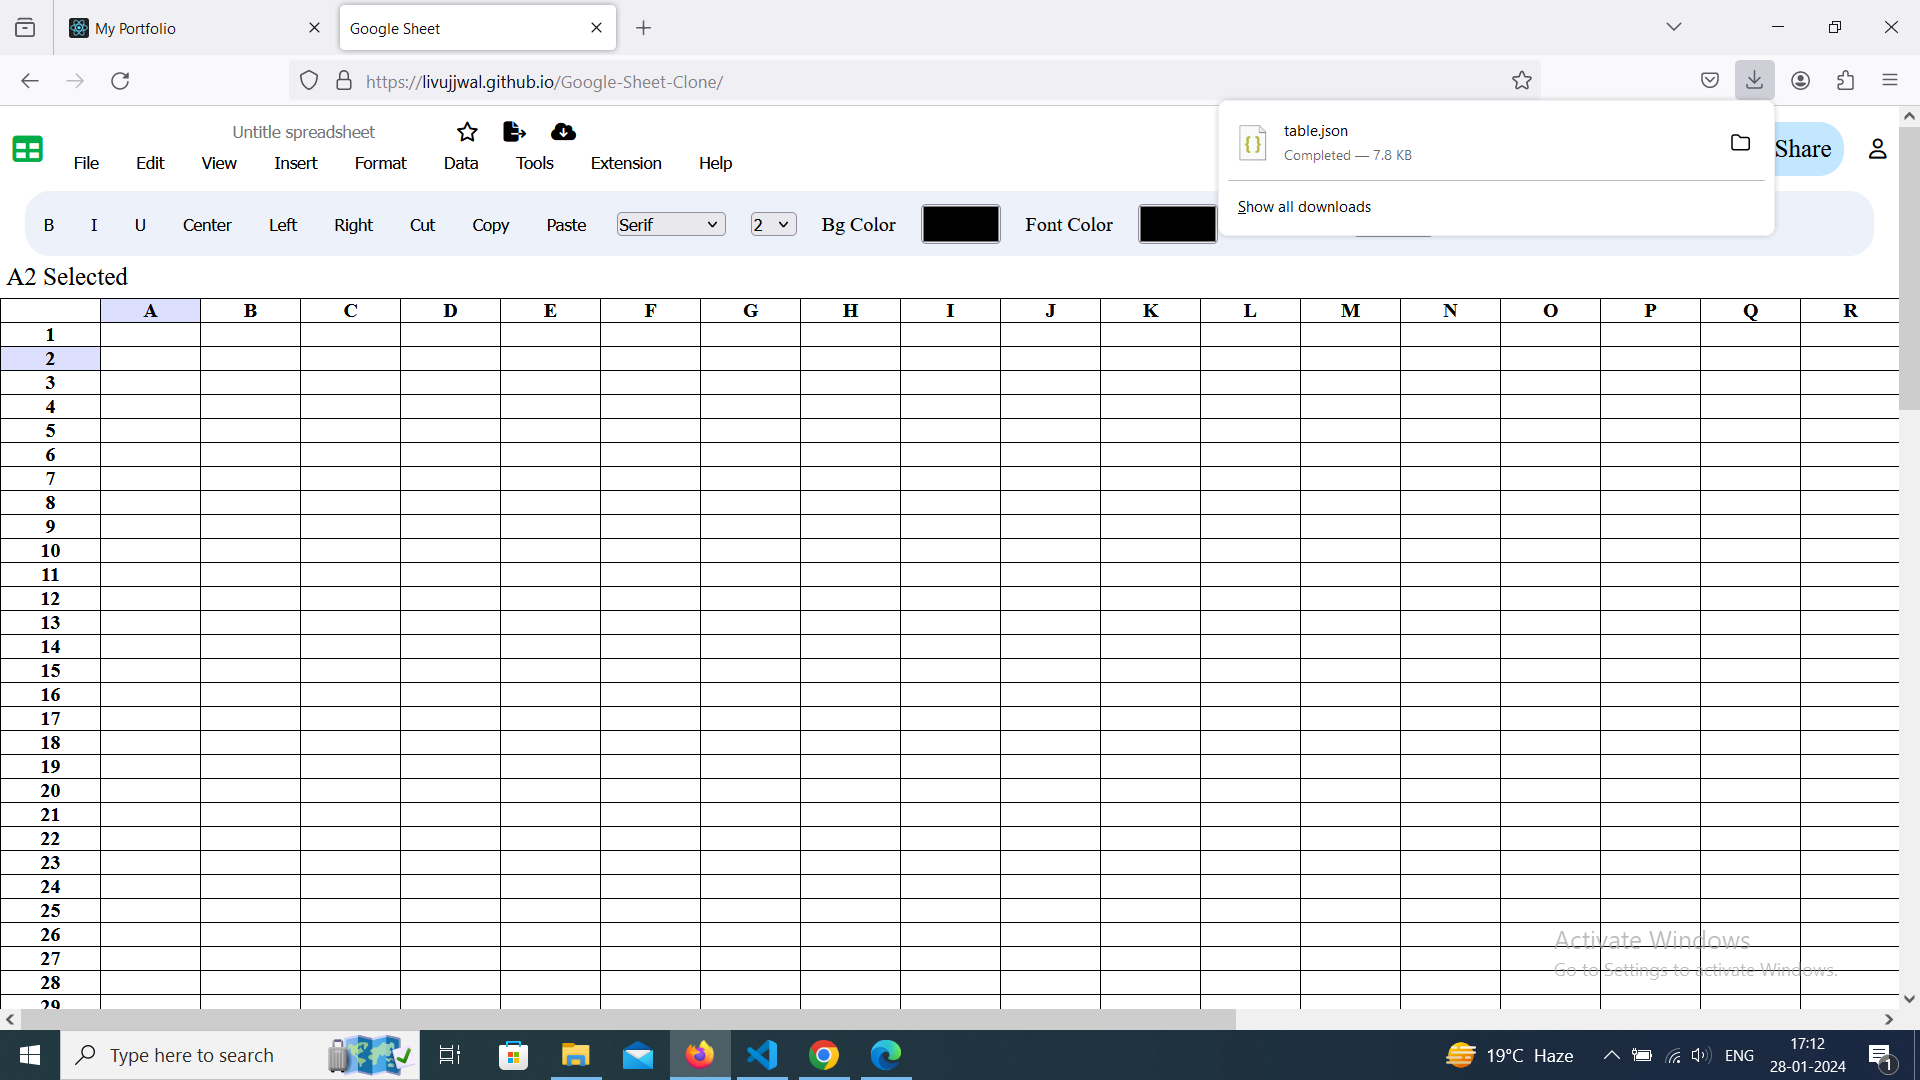 My Portfolio
Google Sheet
https://livujjwal.github.io/Google-Sheet-Clone/
table.json
Completed — 7.8 KB
Show all downloads
Untitle spreadsheet
File Edit View Insert Format Data Tools Extension Help
Share
B I U Center Left Right Cut Copy Paste Serif 2 Bg Color Font Color
A2 Selected
A B C D E F G H I J K L M N O P Q R
1
2
3
4
5
6
7
8
9
10
11
12
13
14
15
16
17
18
19
20
21
22
23
24
25
26
27
28
29
Activate Windows
Go to Settings to activate Windows.
Type here to search
19°C Haze
ENG
17:12
28-01-2024
1